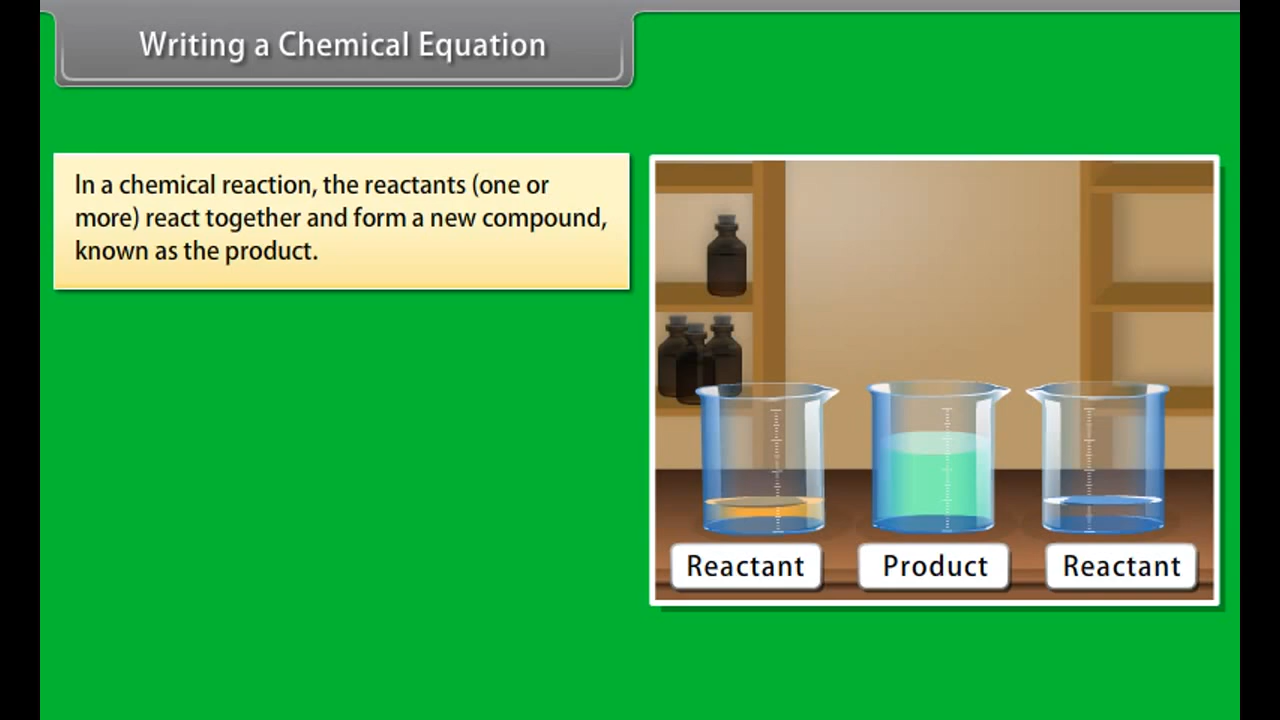 Writing a Chemical Equation
In a chemical reaction, the reactants (one or
more) react together and form a new compound,
known as the product.
Reactant
Product
Reactant